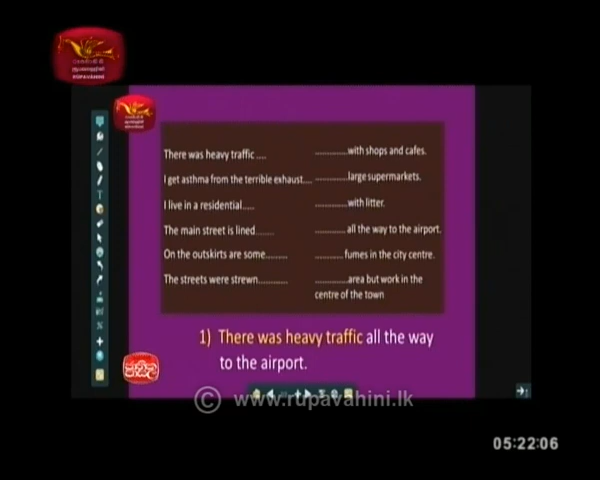 RUPAVAHINI
There was heavy traffic ....
..............with shops and cafes.
I get asthma from the terrible exhaust....
..............large supermarkets.
I live in a residential.....
..............with litter.
The main street is lined.......
............. all the way to the airport.
On the outskirts are some.........
............ fumes in the city centre.
The streets were strewn............
..............area but work in the
centre of the town
1) There was heavy traffic all the way
to the airport.
© www.rupavahini.lk
05:22:06